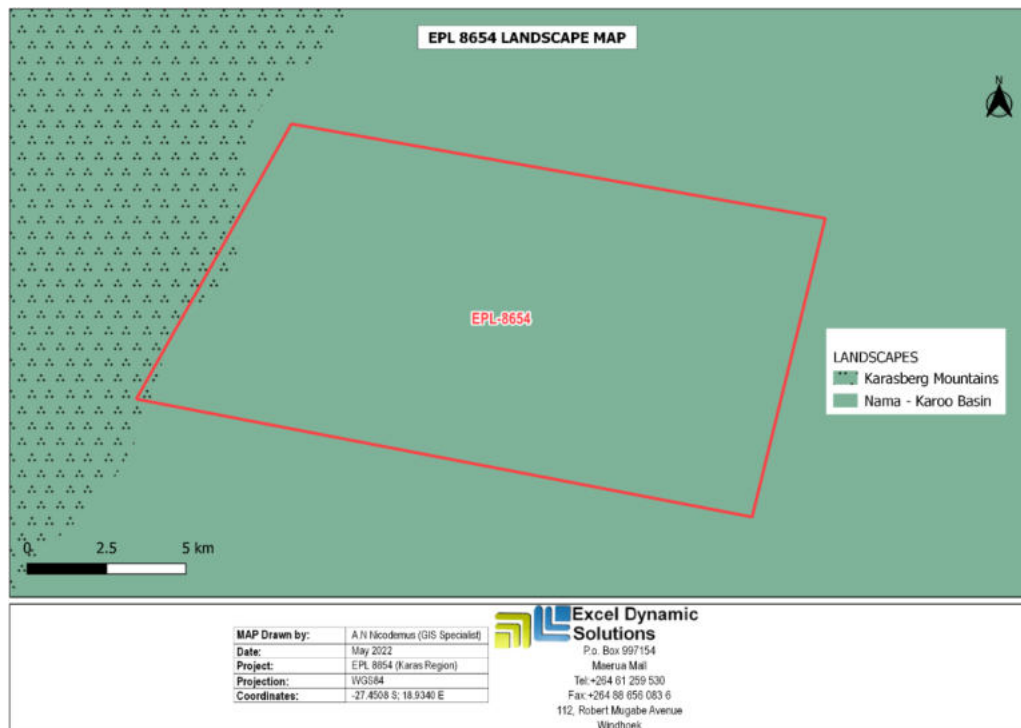 EPL 8654 LANDSCAPE MAP
N
EPL-8654
LANDSCAPES
Karasberg Mountains
Nama - Karoo Basin
0 2.5 5 km
MAP Drawn by: A.N Nicodemus (GIS Specialist)
Date: May 2022
Project: EPL 8854 (Karas Region)
Projection: WGS84
Coordinates: -27.4508 S; 18.9340 E
Excel Dynamic
Solutions
P.o. Box 997154
Maerua Mall
Tel:+264 61 259 530
Fax:+264 88 656 083 6
112, Robert Mugabe Avenue
Windhoek